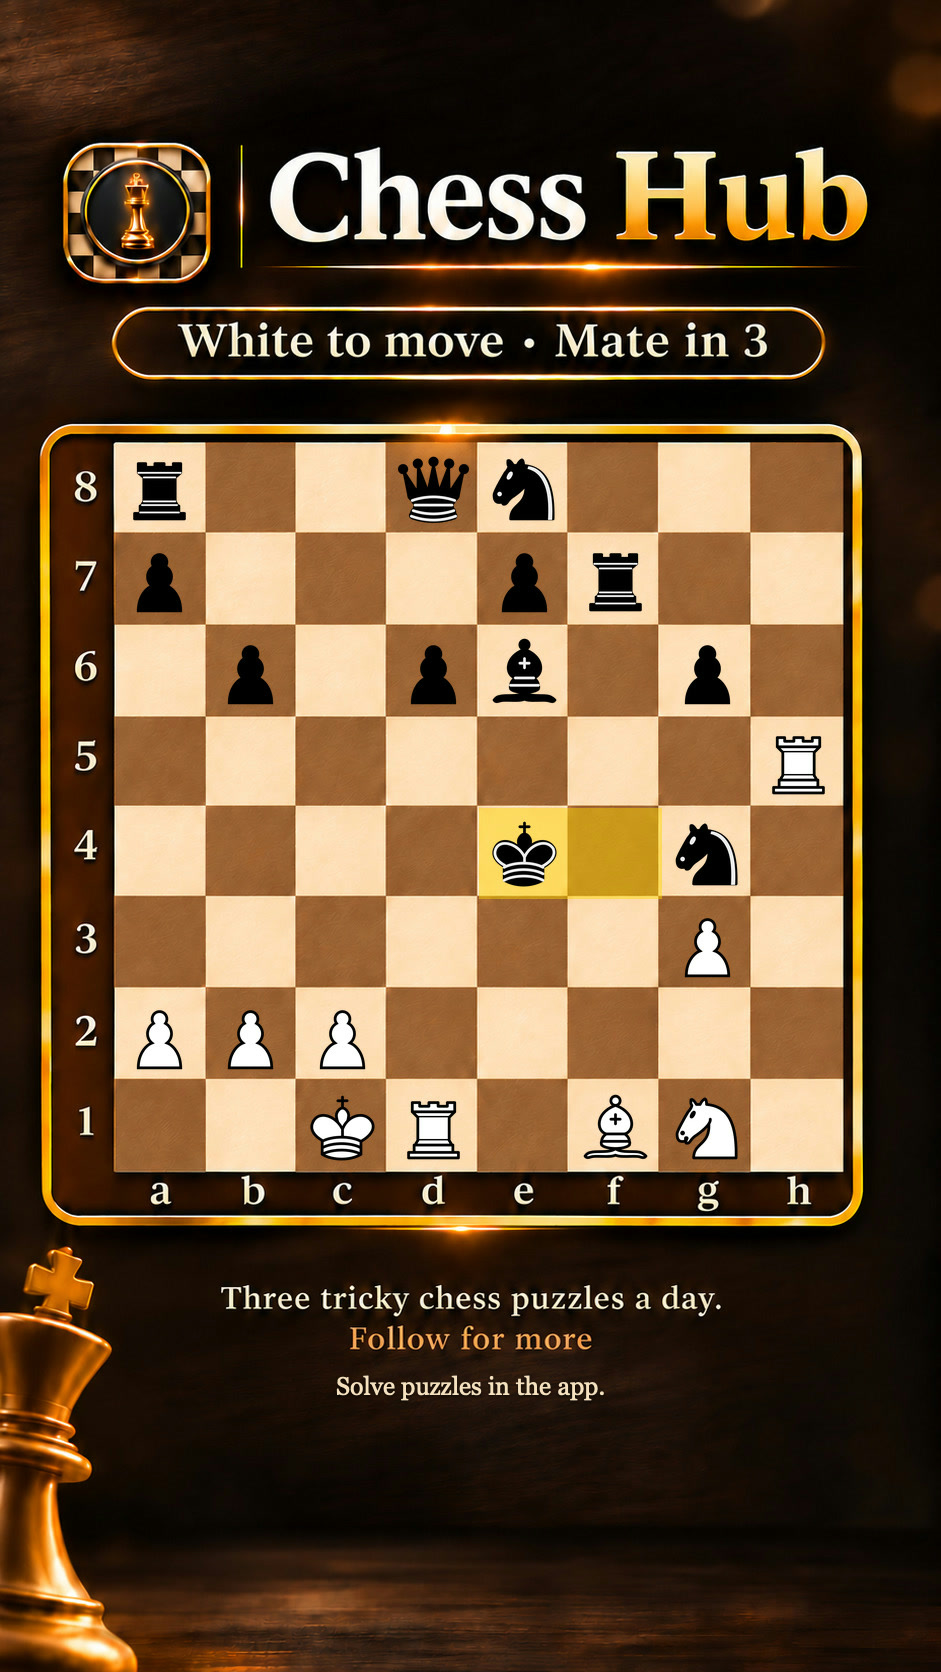 Chess Hub
White to move • Mate in 3
8
7
6
5
4
3
2
1
a b c d e f g h
Three tricky chess puzzles a day.
Follow for more
Solve puzzles in the app.